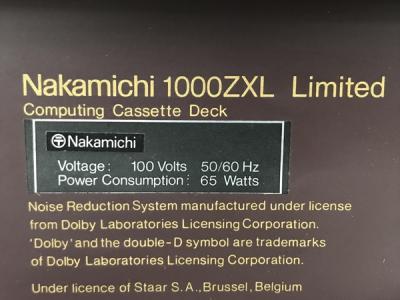 Nakamichi 1000ZXL Limited
Computing Cassette Deck
Nakamichi
Voltage: 100 Volts 50/60 Hz
Power Consumption: 65 Watts
Noise Reduction System manufactured under license
from Dolby Laboratories Licensing Corporation.
'Dolby' and the double-D symbol are trademarks
of Dolby Laboratories Licensing Corporation.
Under licence of Staar S.A., Brussel, Belgium